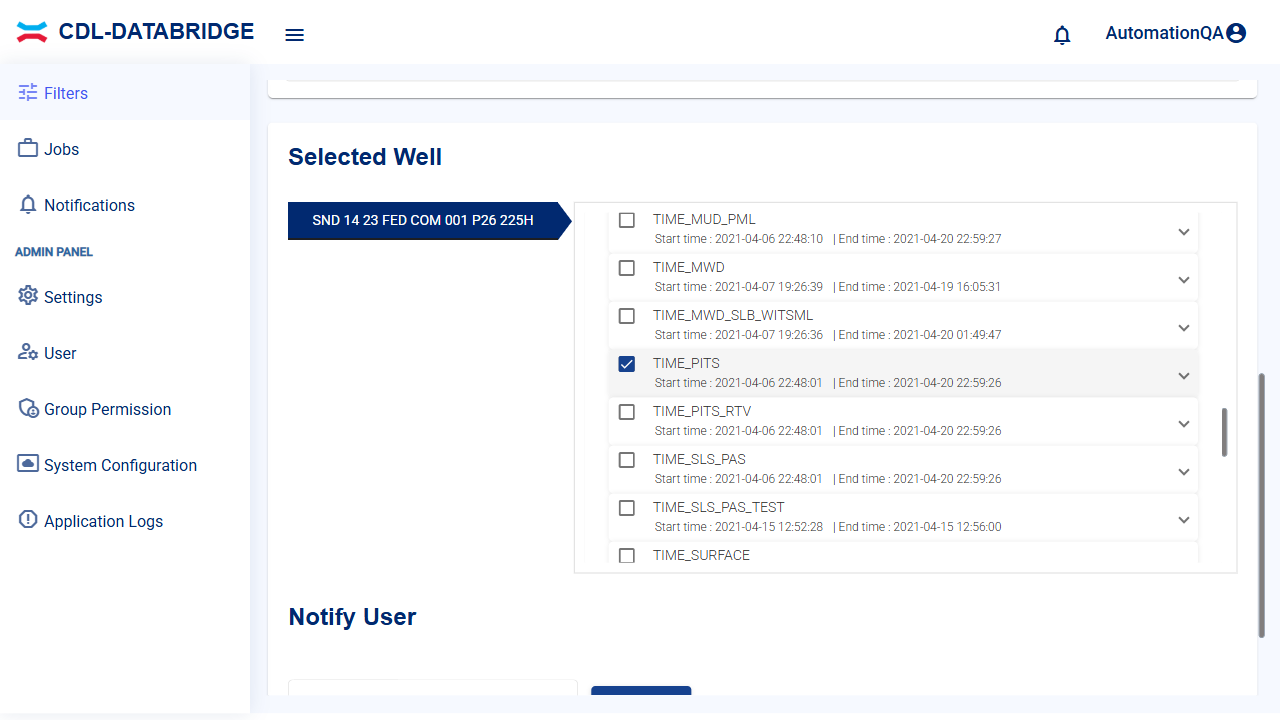 CDL-DATABRIDGE
AutomationQA
Filters
Jobs
Notifications
ADMIN PANEL
Settings
User
Group Permission
System Configuration
Application Logs
Selected Well
SND 14 23 FED COM 001 P26 225H
TIME_MUD_PML
Start time : 2021-04-06 22:48:10 | End time : 2021-04-20 22:59:27
TIME_MWD
Start time : 2021-04-07 19:26:39 | End time : 2021-04-19 16:05:31
TIME_MWD_SLB_WITSML
Start time : 2021-04-07 19:26:36 | End time : 2021-04-20 01:49:47
TIME_PITS
Start time : 2021-04-06 22:48:01 | End time : 2021-04-20 22:59:26
TIME_PITS_RTV
Start time : 2021-04-06 22:48:01 | End time : 2021-04-20 22:59:26
TIME_SLS_PAS
Start time : 2021-04-06 22:48:01 | End time : 2021-04-20 22:59:26
TIME_SLS_PAS_TEST
Start time : 2021-04-15 12:52:28 | End time : 2021-04-15 12:56:00
TIME_SURFACE
Notify User